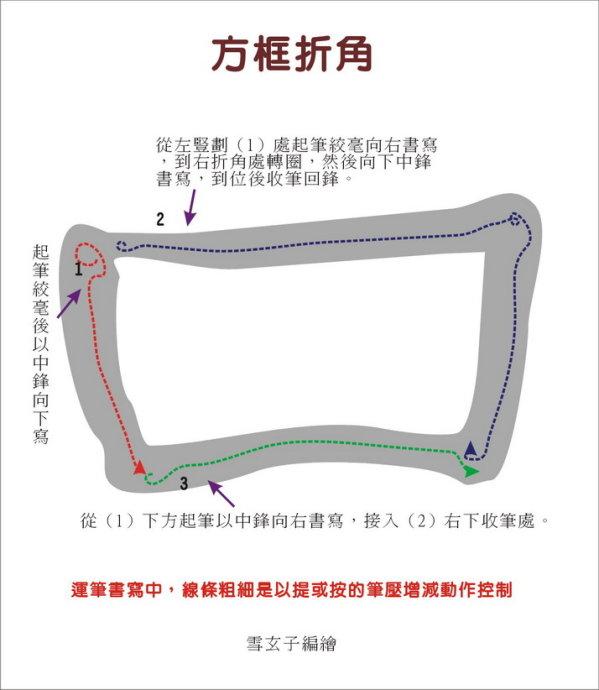 方框折角
從左豎劃（1）處起筆絞毫向右書寫
，到右折角處轉圈，然後向下中鋒
書寫，到位後收筆回鋒。
2
起筆絞毫後以中鋒向下寫
1
3
從（1）下方起筆以中鋒向右書寫，接入（2）右下收筆處。
運筆書寫中，線條粗細是以提或按的筆壓增減動作控制
雪玄子編繪